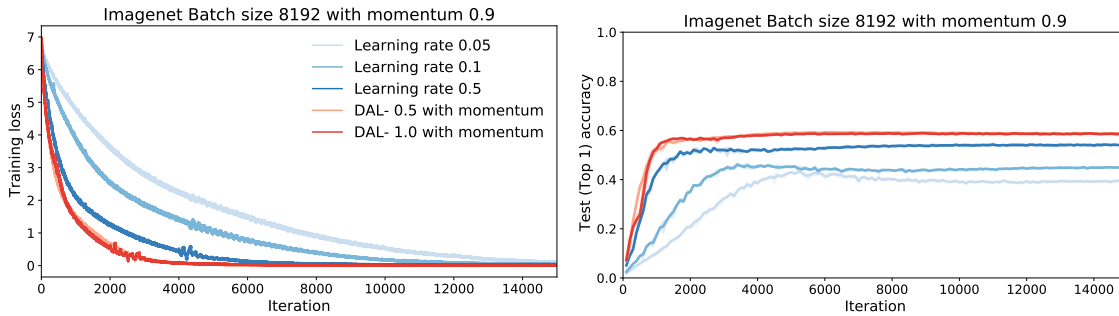 Imagenet Batch size 8192 with momentum 0.9
Training loss
7
6
5
4
3
2
1
0
Learning rate 0.05
Learning rate 0.1
Learning rate 0.5
DAL- 0.5 with momentum
DAL- 1.0 with momentum
0 2000 4000 6000 8000 10000 12000 14000
Iteration
Imagenet Batch size 8192 with momentum 0.9
Test (Top 1) accuracy
1.0
0.8
0.6
0.4
0.2
0.0
0 2000 4000 6000 8000 10000 12000 14000
Iteration